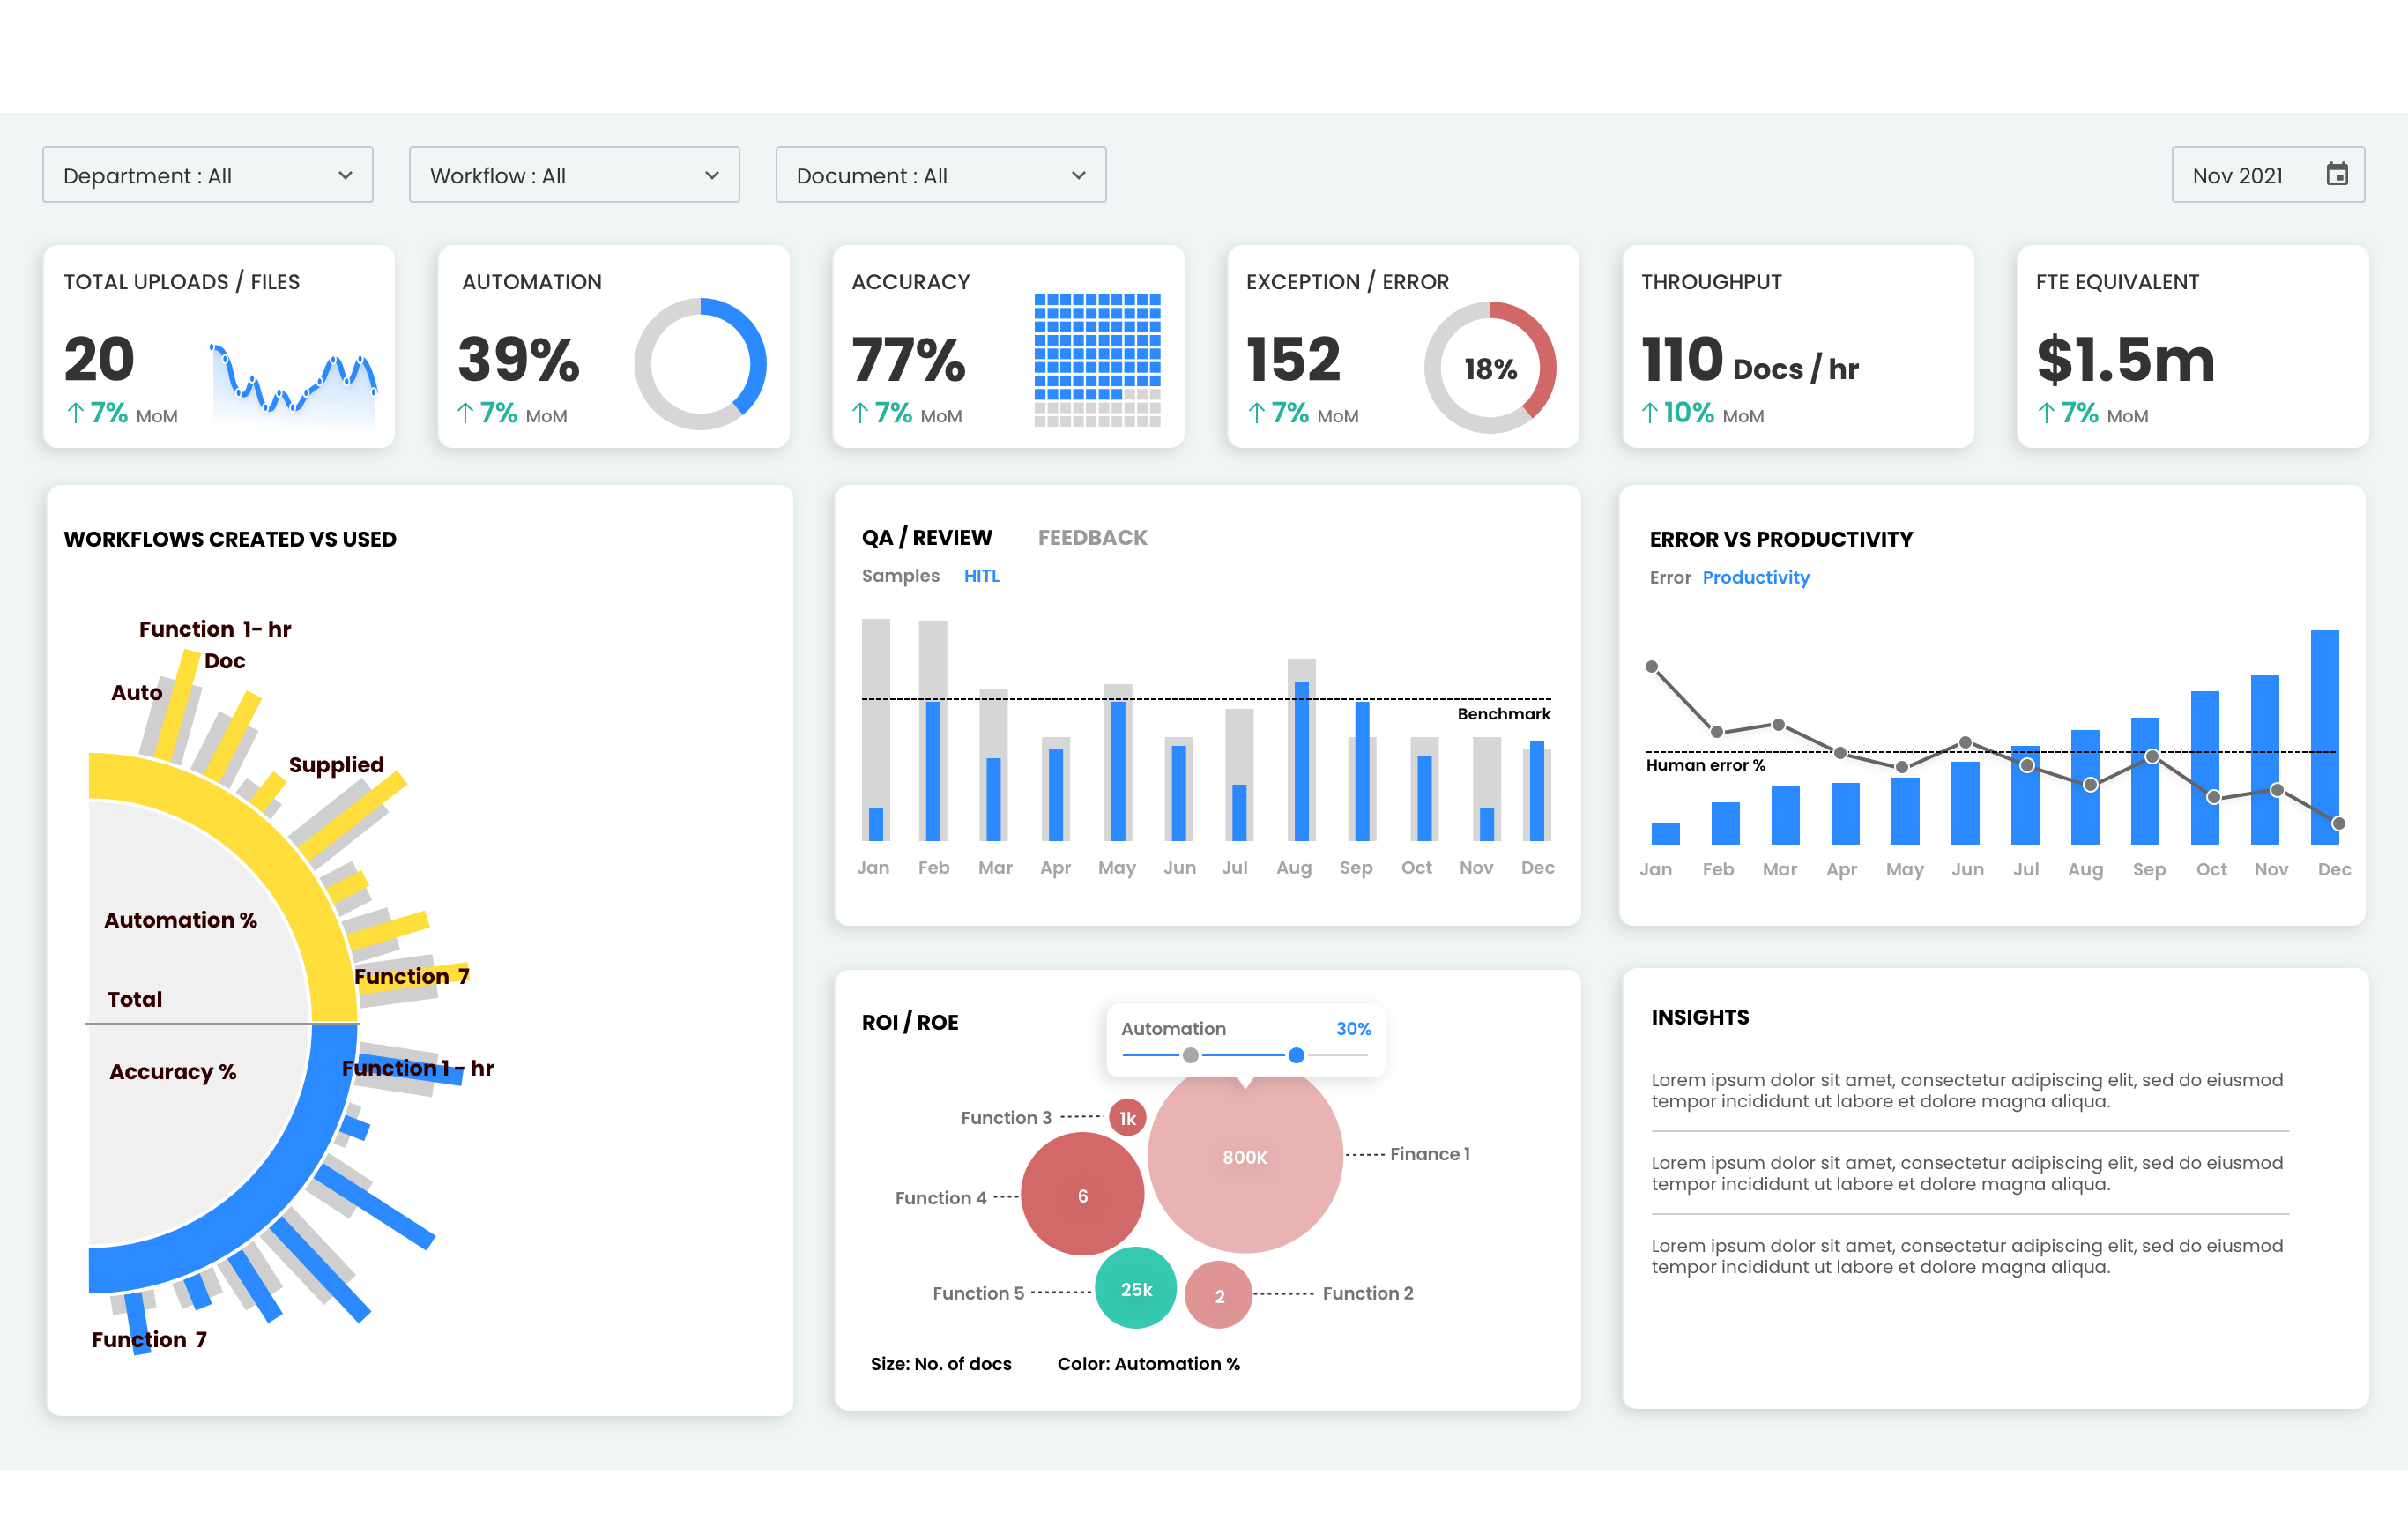 Department : All
Workflow : All
Document : All
Nov 2021
TOTAL UPLOADS / FILES
20
↑ 7% MoM
AUTOMATION
39%
↑ 7% MoM
ACCURACY
77%
↑ 7% MoM
EXCEPTION / ERROR
152
↑ 7% MoM
18%
THROUGHPUT
110 Docs / hr
↑ 10% MoM
FTE EQUIVALENT
$1.5m
↑ 7% MoM
WORKFLOWS CREATED VS USED
Function 1- hr
Doc
Auto
Supplied
Automation %
Function 7
Total
Function 1 - hr
Accuracy %
Function 7
QA / REVIEW
FEEDBACK
Samples HITL
Benchmark
Jan Feb Mar Apr May Jun Jul Aug Sep Oct Nov Dec
ERROR VS PRODUCTIVITY
Error Productivity
Human error %
Jan Feb Mar Apr May Jun Jul Aug Sep Oct Nov Dec
ROI / ROE
Automation 30%
Function 3
1k
800K
Finance 1
Function 4
6
Function 5
25k
2
Function 2
Size: No. of docs Color: Automation %
INSIGHTS
Lorem ipsum dolor sit amet, consectetur adipiscing elit, sed do eiusmod
tempor incididunt ut labore et dolore magna aliqua.
Lorem ipsum dolor sit amet, consectetur adipiscing elit, sed do eiusmod
tempor incididunt ut labore et dolore magna aliqua.
Lorem ipsum dolor sit amet, consectetur adipiscing elit, sed do eiusmod
tempor incididunt ut labore et dolore magna aliqua.